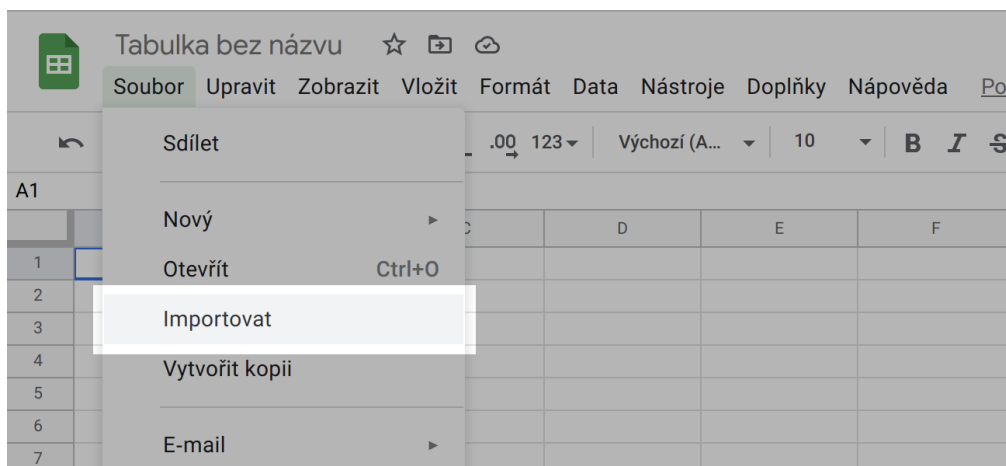 Tabulka bez názvu
Soubor Upravit Zobrazit Vložit Formát Data Nástroje Doplňky Nápověda Po
Sdílet .00 123 Výchozí (A... 10 B I S
A1
Nový
C D E F
1
Otevřít Ctrl+O
2
Importovat
3
4
Vytvořit kopii
5
6
E-mail
7